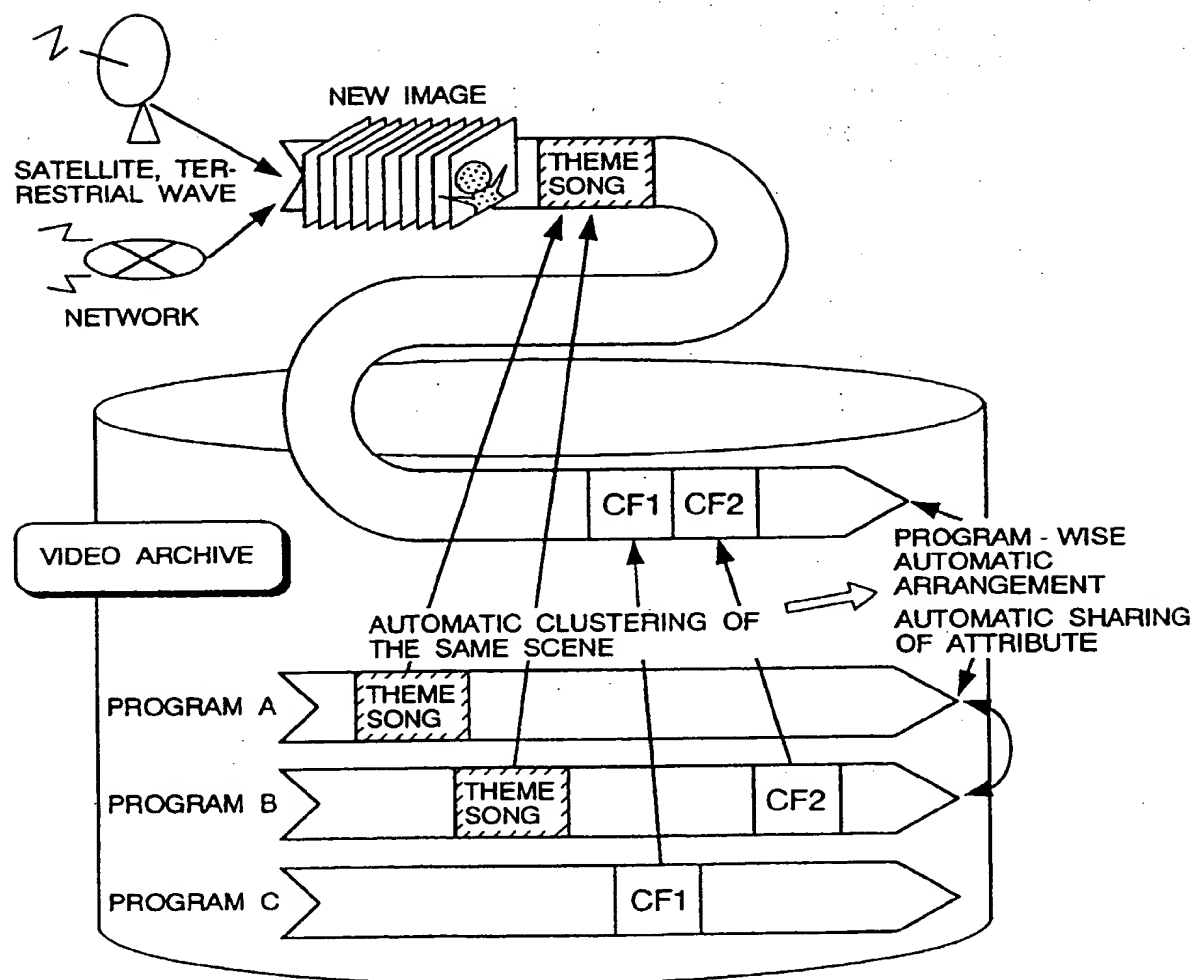 NEW IMAGE
SATELLITE, TER-
RESTRIAL WAVE
THEME
SONG
NETWORK
CF1
CF2
VIDEO ARCHIVE
PROGRAM - WISE
AUTOMATIC
ARRANGEMENT
AUTOMATIC SHARING
OF ATTRIBUTE
AUTOMATIC CLUSTERING OF
THE SAME SCENE
PROGRAM A
THEME
SONG
PROGRAM B
THEME
SONG
CF2
PROGRAM C
CF1